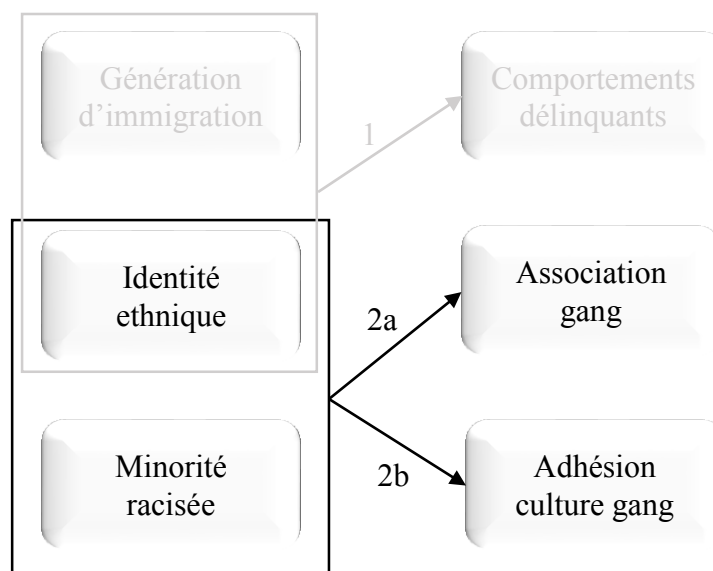 Génération
d'immigration
Comportements
délinquants
1
Identité
ethnique
2a
Association
gang
Minorité
racisée
2b
Adhésion
culture gang